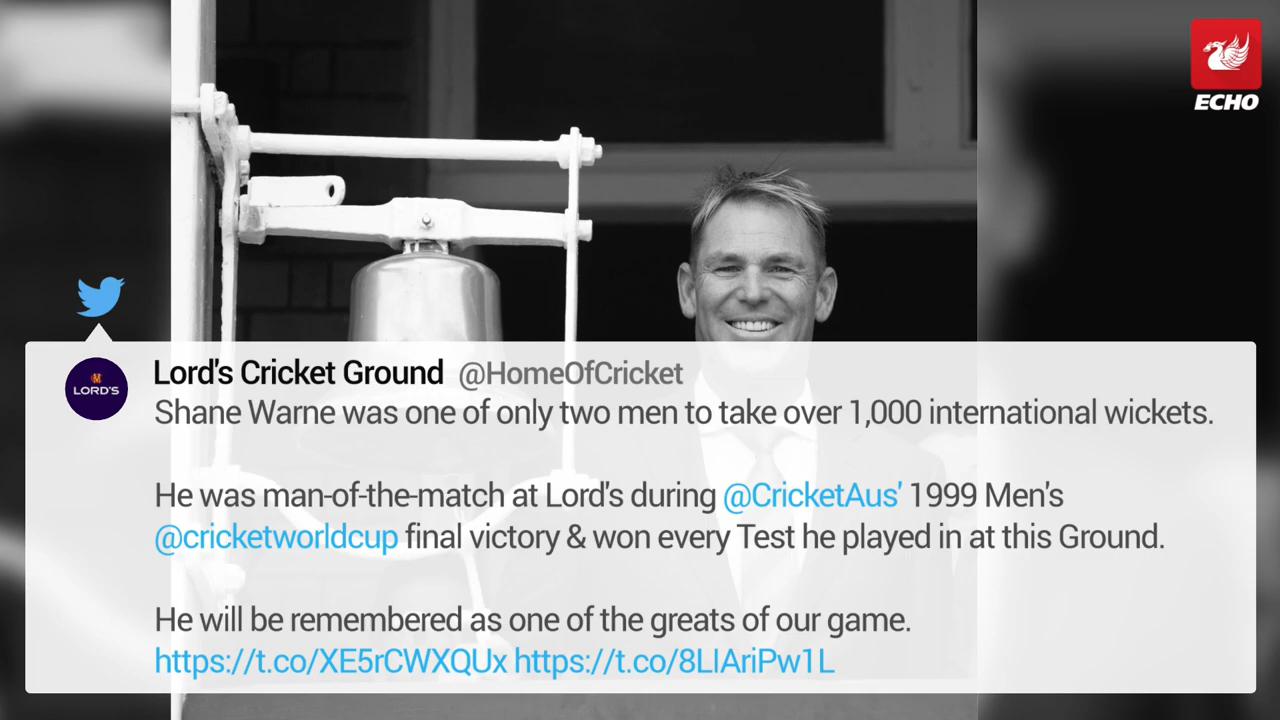 ECHO
Lord's Cricket Ground @HomeOfCricket
LORD'S
Shane Warne was one of only two men to take over 1,000 international wickets.
He was man-of-the-match at Lord's during @CricketAus' 1999 Men's
@cricketworldcup final victory & won every Test he played in at this Ground.
He will be remembered as one of the greats of our game.
https://t.co/XE5rCWXQUx https://t.co/8LIAriPw1L